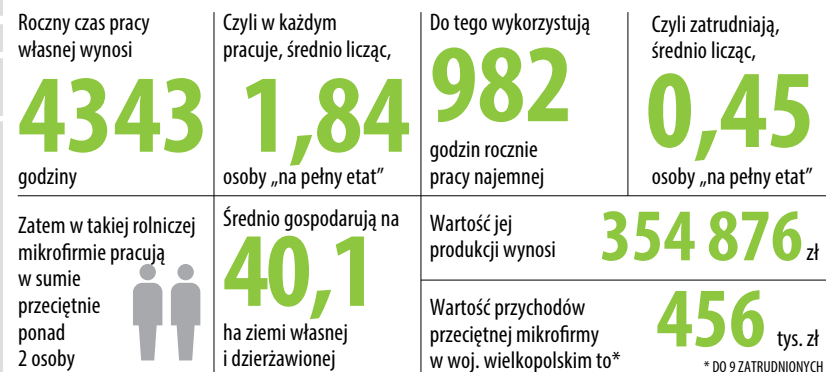 Roczny czas pracy
własnej wynosi
4343
godziny
Czyli w każdym
pracuje, średnio licząc,
1,84
osoby „na pełny etat”
Do tego wykorzystują
982
godzin rocznie
pracy najemnej
Czyli zatrudniają,
średnio licząc,
0,45
osoby „na pełny etat”
Zatem w takiej rolniczej
mikrofirmie pracują
w sumie
przeciętnie
ponad
2 osoby
Średnio gospodarują na
40,1
ha ziemi własnej
i dzierżawionej
Wartość jej
produkcji wynosi
354 876 zł
Wartość przychodów
przeciętnej mikrofirmy
w woj. wielkopolskim to*
456 tys. zł
* DO 9 ZATRUDNIONYCH